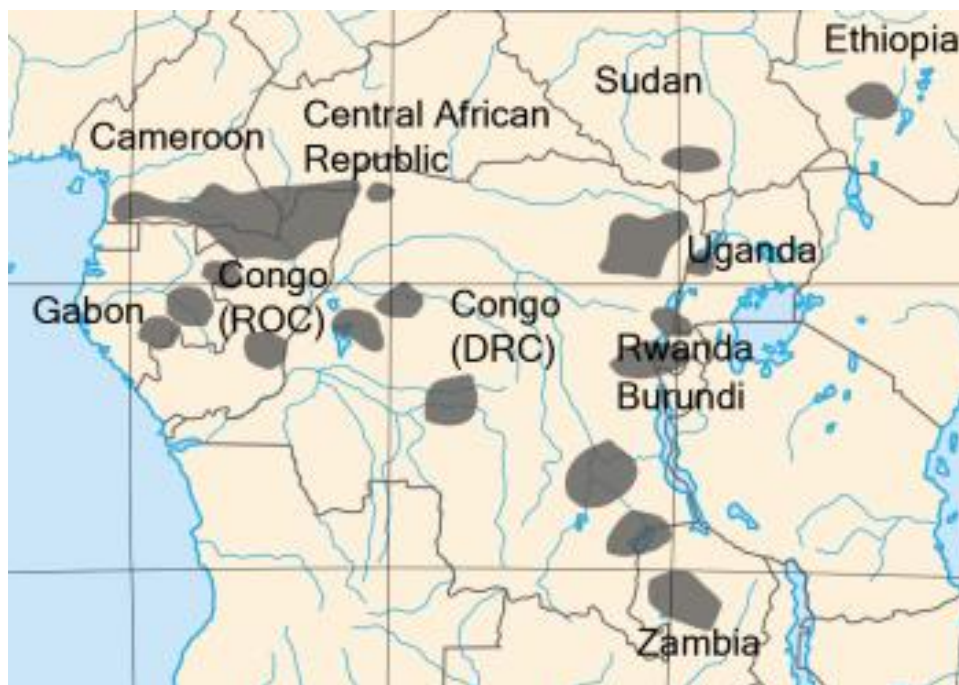 Ethiopia
Sudan
Central African
Republic
Cameroon
Uganda
Congo
(ROC)
Gabon
Congo
(DRC)
Rwanda
Burundi
Zambia